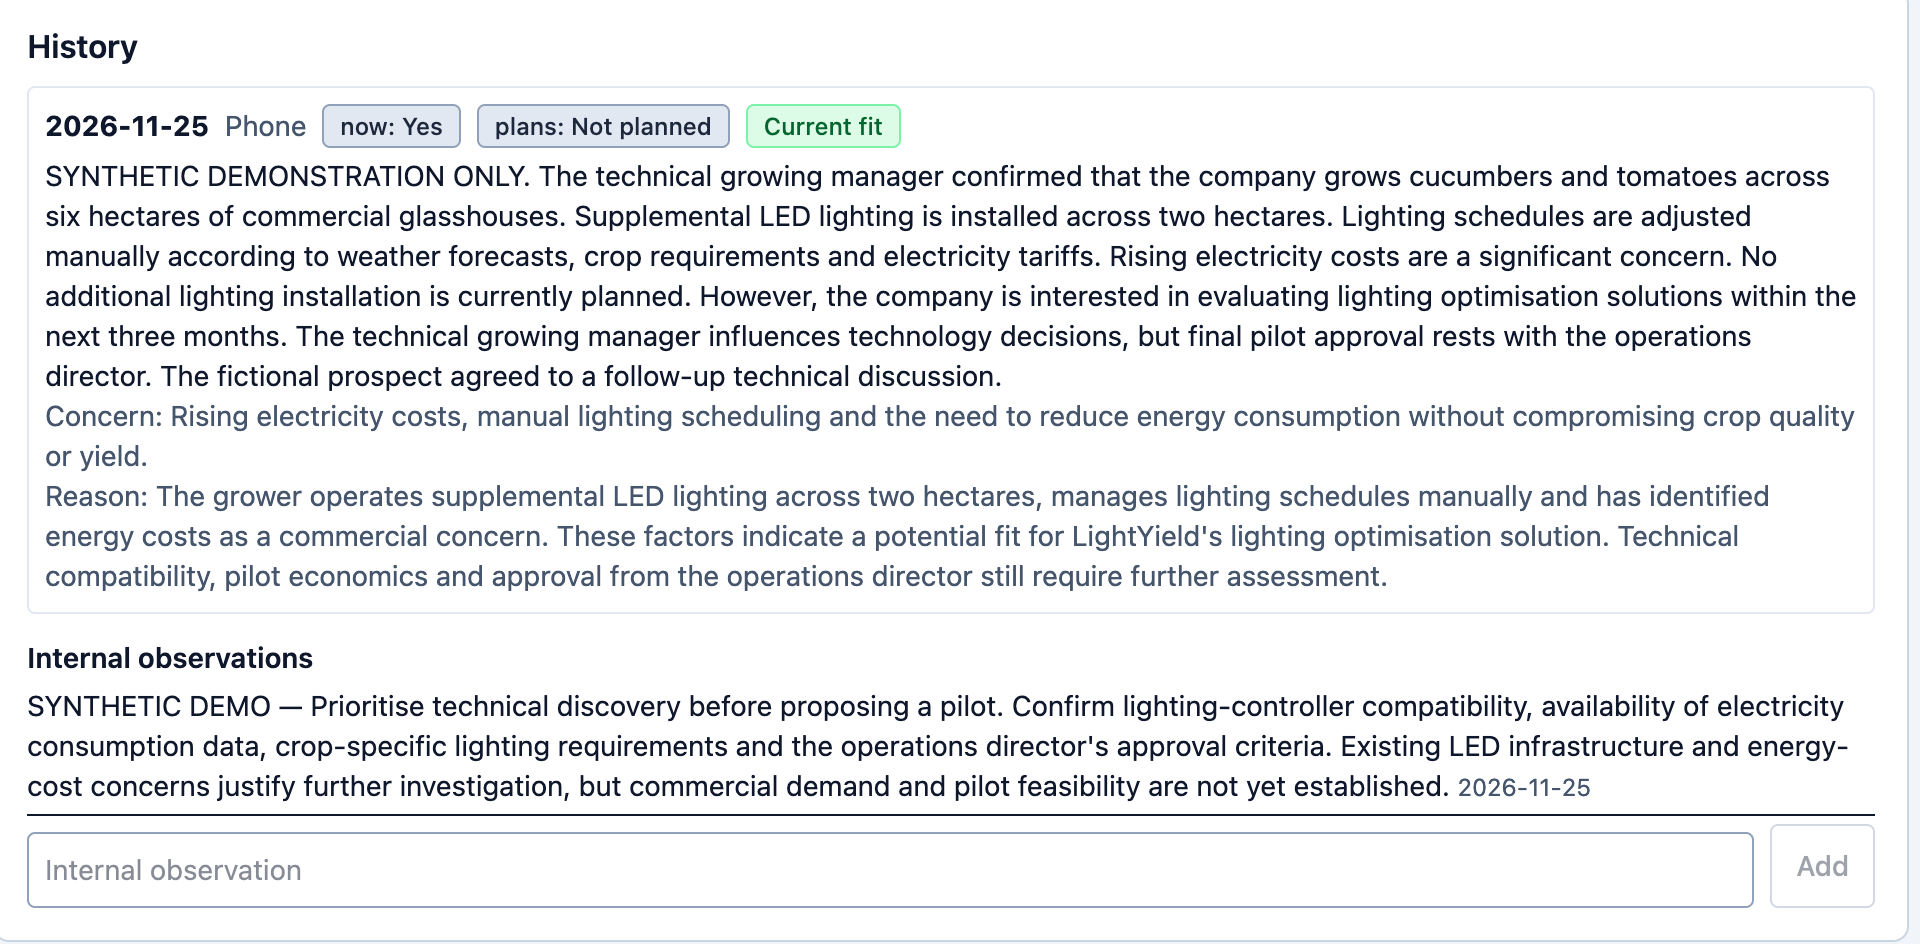 History
2026-11-25 Phone now: Yes plans: Not planned Current fit
SYNTHETIC DEMONSTRATION ONLY. The technical growing manager confirmed that the company grows cucumbers and tomatoes across
six hectares of commercial glasshouses. Supplemental LED lighting is installed across two hectares. Lighting schedules are adjusted
manually according to weather forecasts, crop requirements and electricity tariffs. Rising electricity costs are a significant concern. No
additional lighting installation is currently planned. However, the company is interested in evaluating lighting optimisation solutions within the
next three months. The technical growing manager influences technology decisions, but final pilot approval rests with the operations
director. The fictional prospect agreed to a follow-up technical discussion.
Concern: Rising electricity costs, manual lighting scheduling and the need to reduce energy consumption without compromising crop quality
or yield.
Reason: The grower operates supplemental LED lighting across two hectares, manages lighting schedules manually and has identified
energy costs as a commercial concern. These factors indicate a potential fit for LightYield's lighting optimisation solution. Technical
compatibility, pilot economics and approval from the operations director still require further assessment.
Internal observations
SYNTHETIC DEMO — Prioritise technical discovery before proposing a pilot. Confirm lighting-controller compatibility, availability of electricity
consumption data, crop-specific lighting requirements and the operations director's approval criteria. Existing LED infrastructure and energy-
cost concerns justify further investigation, but commercial demand and pilot feasibility are not yet established. 2026-11-25
Internal observation Add